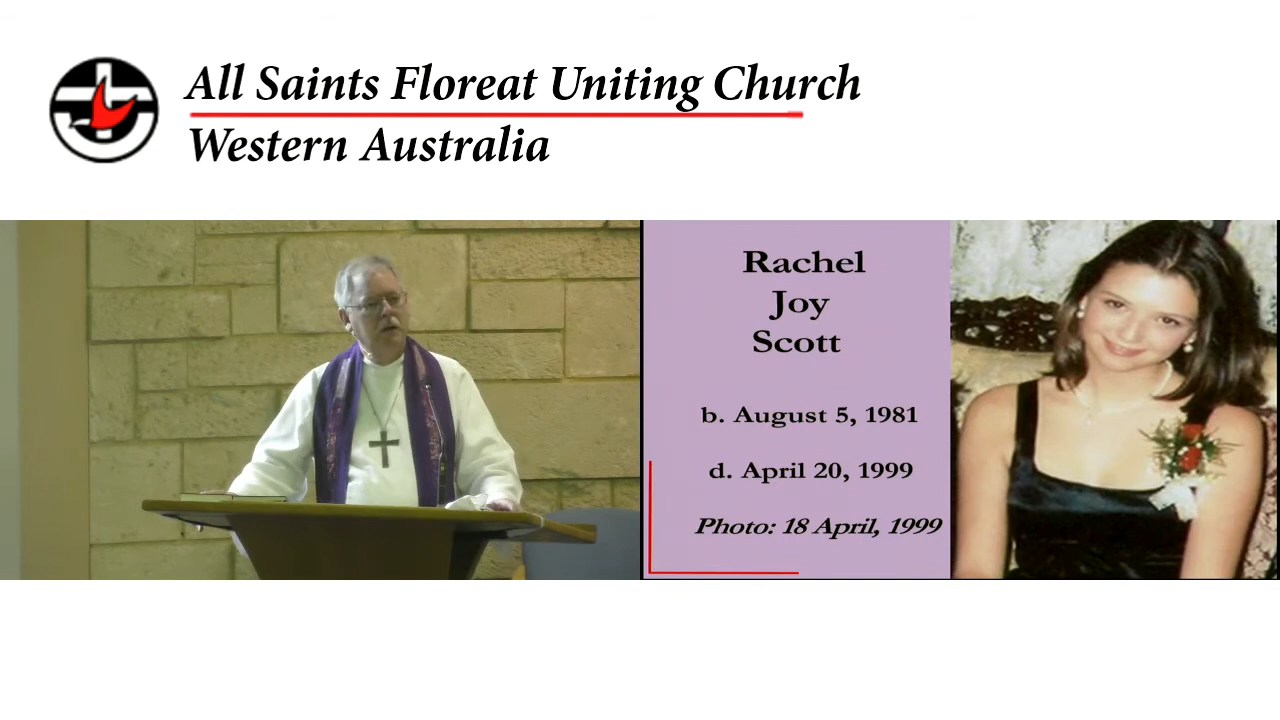 All Saints Floreat Uniting Church
Western Australia
Rachel
Joy
Scott
b. August 5, 1981
d. April 20, 1999
Photo: 18 April, 1999